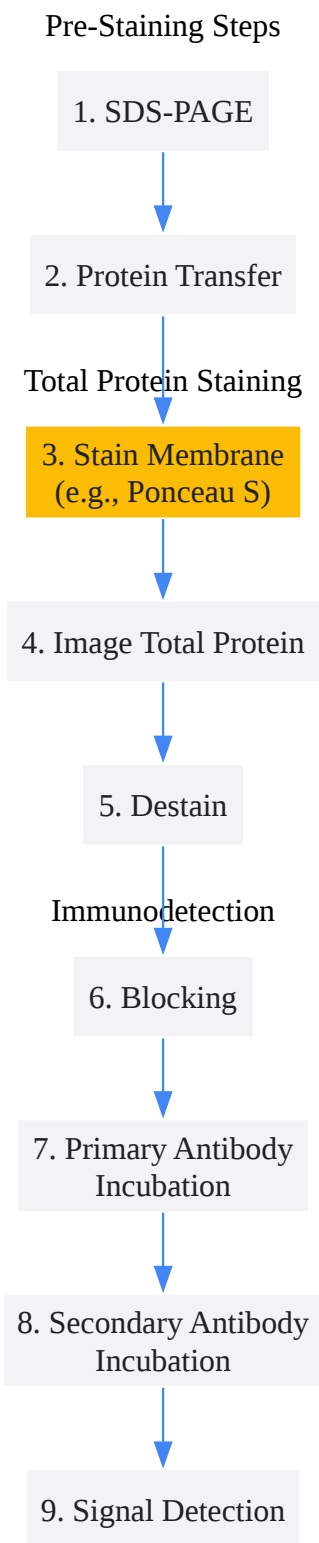 Pre-Staining Steps
1. SDS-PAGE
2. Protein Transfer
Total Protein Staining
3. Stain Membrane
(e.g., Ponceau S)
4. Image Total Protein
5. Destain
Immunodetection
6. Blocking
7. Primary Antibody
Incubation
8. Secondary Antibody
Incubation
9. Signal Detection